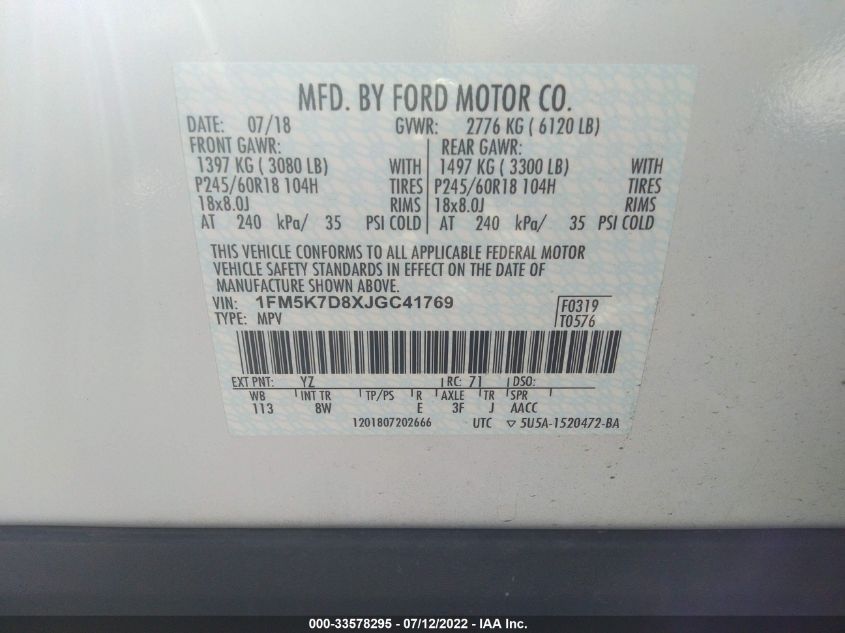 MFD. BY FORD MOTOR CO.
DATE: 07/18 GVWR: 2776 KG ( 6120 LB)
FRONT GAWR: REAR GAWR:
1397 KG ( 3080 LB) WITH 1497 KG ( 3300 LB) WITH
P245/60R18 104H TIRES P245/60R18 104H TIRES
18x8.0J RIMS 18x8.0J RIMS
AT 240 kPa/ 35 PSI COLD AT 240 kPa/ 35 PSI COLD
THIS VEHICLE CONFORMS TO ALL APPLICABLE FEDERAL MOTOR
VEHICLE SAFETY STANDARDS IN EFFECT ON THE DATE OF
MANUFACTURE SHOWN ABOVE.
VIN: 1FM5K7D8XJGC41769 F0319
TYPE: MPV T0576
EXT PNT: YZ RC: 71 DSO:
WB INT TR TP/PS R AXLE TR SPR
113 8W E 3F J AACC
1201807202666 UTC ▽ 5U5A-1520472-BA
000-33578295 - 07/12/2022 - IAA Inc.